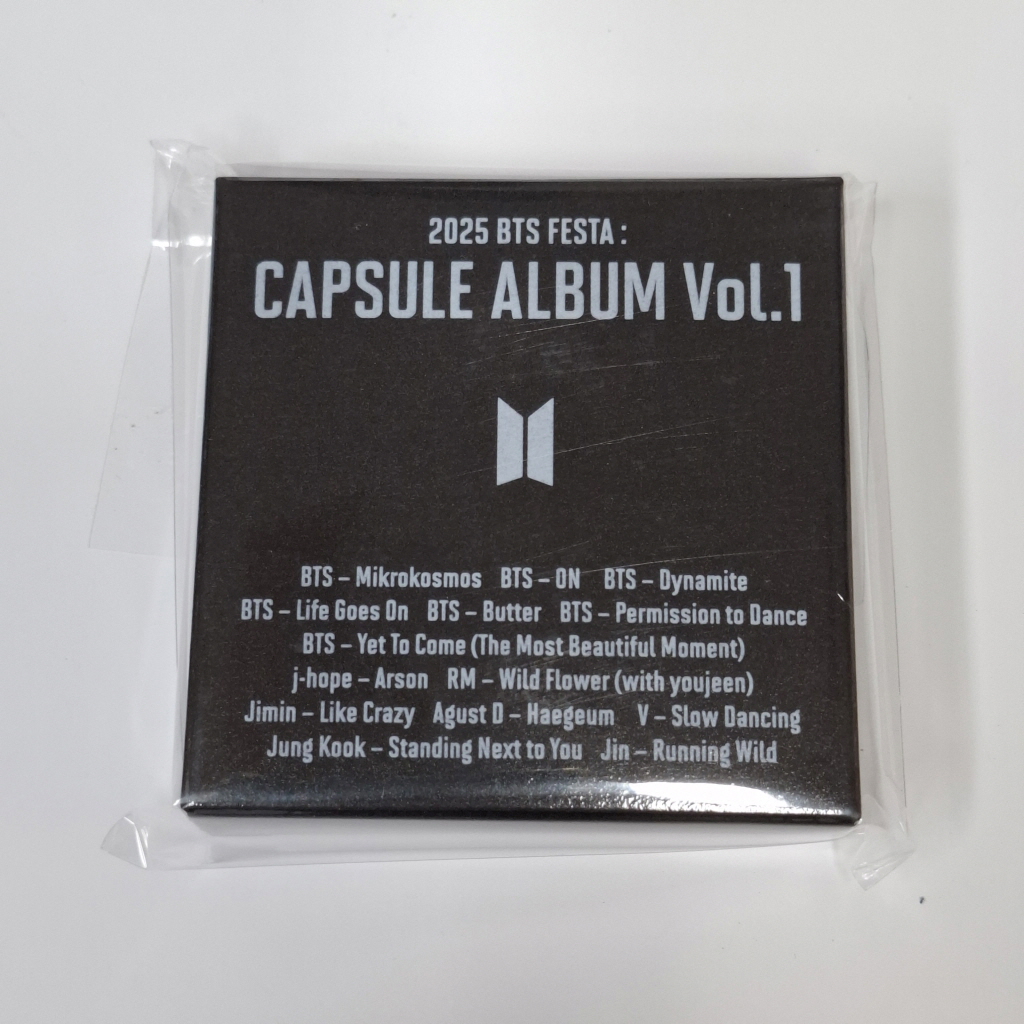 2025 BTS FESTA :
CAPSULE ALBUM Vol.1
BTS – Mikrokosmos BTS – ON BTS – Dynamite
BTS – Life Goes On BTS – Butter BTS – Permission to Dance
BTS – Yet To Come (The Most Beautiful Moment)
j-hope – Arson RM – Wild Flower (with youjeen)
Jimin – Like Crazy Agust D – Haegeum V – Slow Dancing
Jung Kook – Standing Next to You Jin – Running Wild